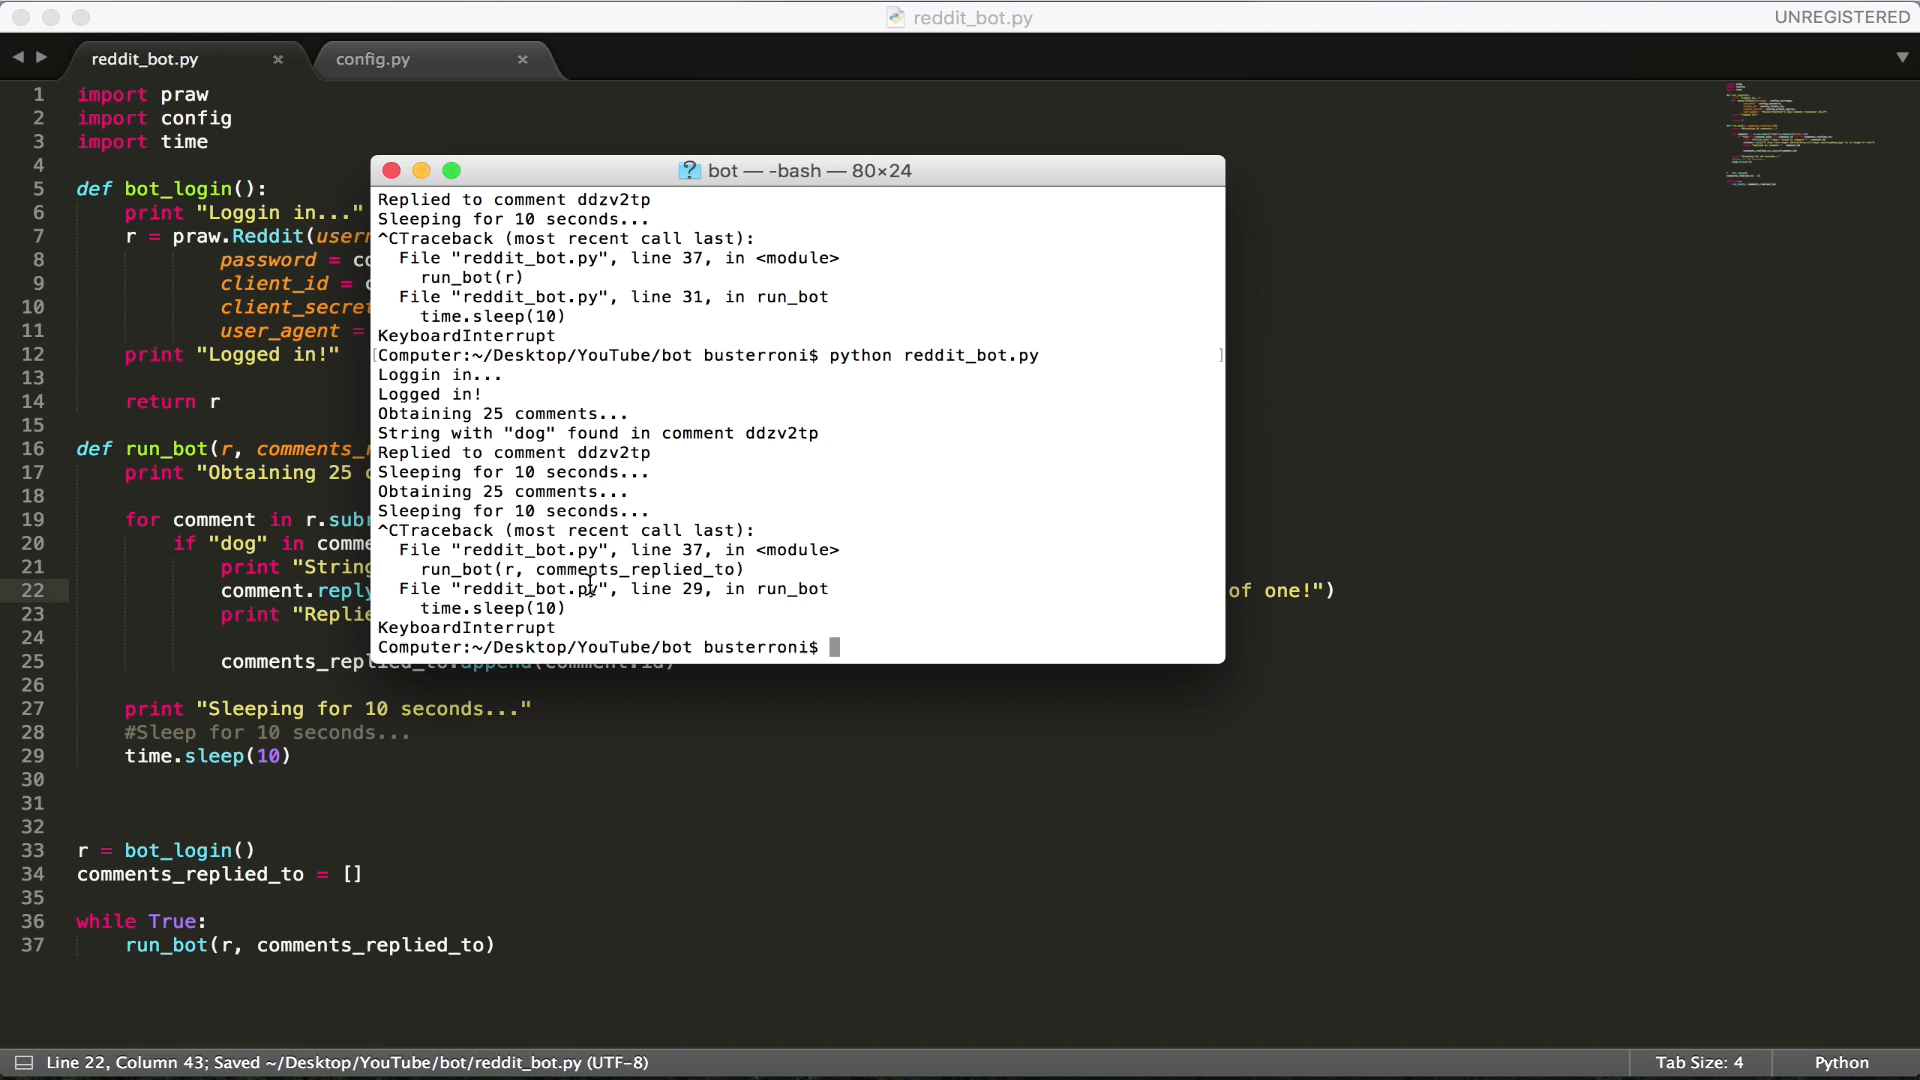 reddit_bot.py
UNREGISTERED
reddit_bot.py × config.py ×
1 import praw
2 import config
3 import time
4
5 def bot_login():
6 print "Loggin in..."
7 r = praw.Reddit(usern
8 password = co
9 client_id = c
10 client_secret
11 user_agent =
12 print "Logged in!"
13
14 return r
15
16 def run_bot(r, comments_r
17 print "Obtaining 25 c
18
19 for comment in r.subr
20 if "dog" in comme
21 print "String
22 comment.reply of one!")
23 print "Replie
24
25 comments_replied_to.append(comment.id)
26
27 print "Sleeping for 10 seconds..."
28 #Sleep for 10 seconds...
29 time.sleep(10)
30
31
32
33 r = bot_login()
34 comments_replied_to = []
35
36 while True:
37 run_bot(r, comments_replied_to)
bot — -bash — 80×24
Replied to comment ddzv2tp
Sleeping for 10 seconds...
^CTraceback (most recent call last):
File "reddit_bot.py", line 37, in <module>
run_bot(r)
File "reddit_bot.py", line 31, in run_bot
time.sleep(10)
KeyboardInterrupt
[Computer:~/Desktop/YouTube/bot busterroni$ python reddit_bot.py ]
Loggin in...
Logged in!
Obtaining 25 comments...
String with "dog" found in comment ddzv2tp
Replied to comment ddzv2tp
Sleeping for 10 seconds...
Obtaining 25 comments...
Sleeping for 10 seconds...
^CTraceback (most recent call last):
File "reddit_bot.py", line 37, in <module>
run_bot(r, comments_replied_to)
File "reddit_bot.py", line 29, in run_bot
time.sleep(10)
KeyboardInterrupt
Computer:~/Desktop/YouTube/bot busterroni$
Line 22, Column 43; Saved ~/Desktop/YouTube/bot/reddit_bot.py (UTF-8)
Tab Size: 4
Python